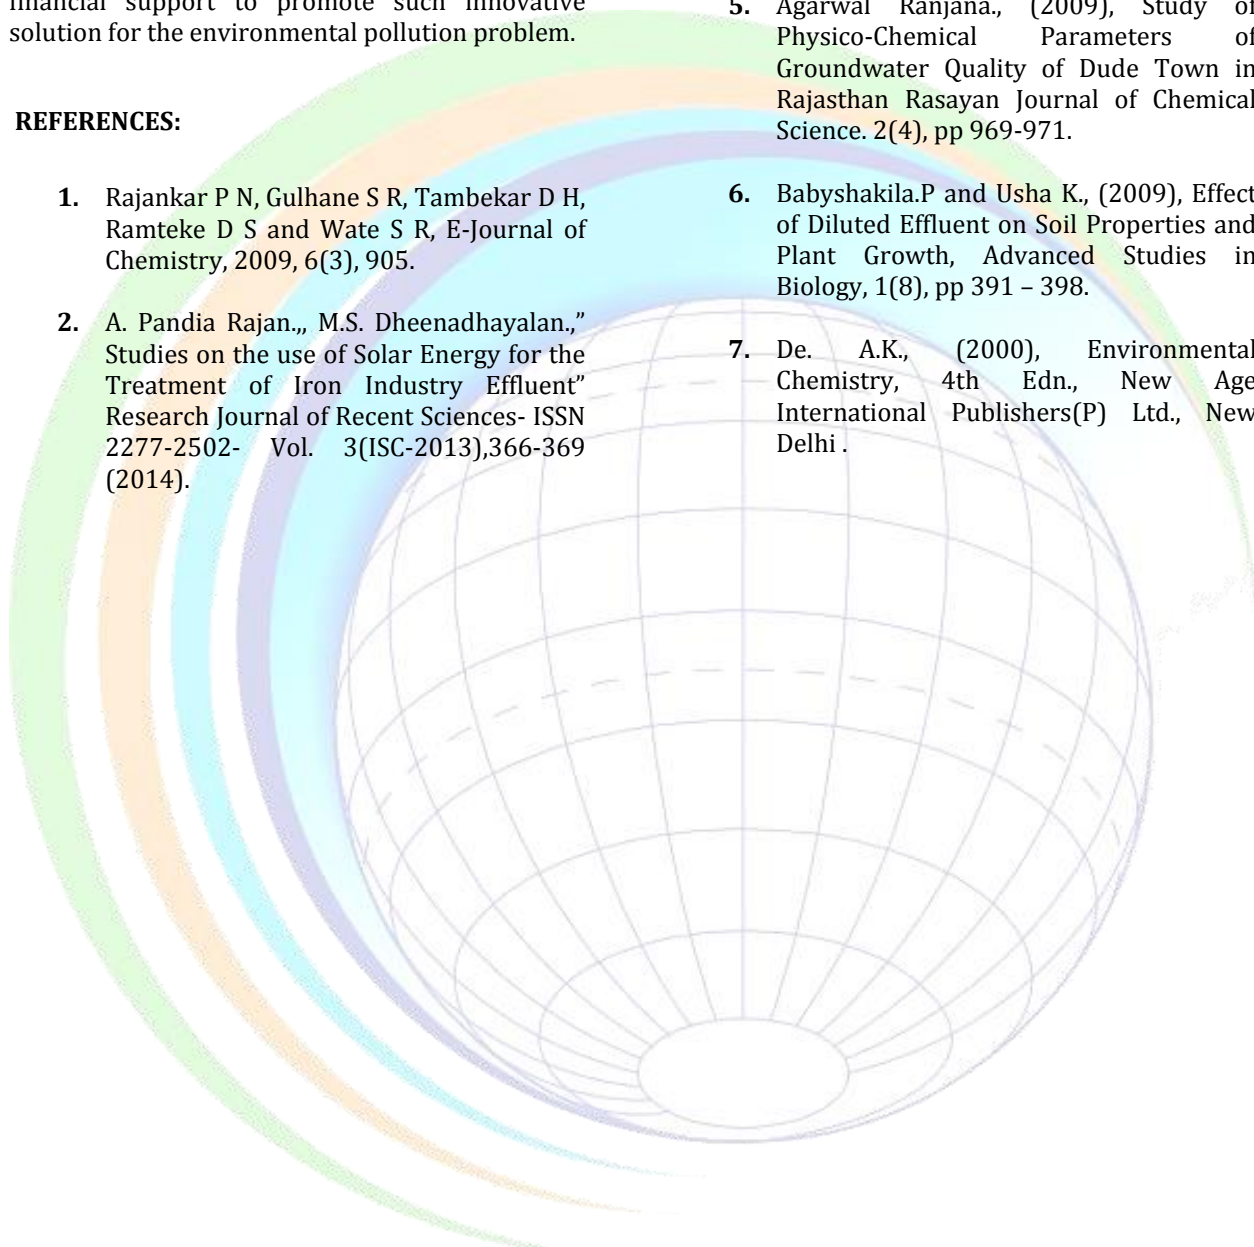 financial support to promote such innovative
solution for the environmental pollution problem.
REFERENCES:
1. Rajankar P N, Gulhane S R, Tambekar D H,
Ramteke D S and Wate S R, E-Journal of
Chemistry, 2009, 6(3), 905.
2. A. Pandia Rajan.,, M.S. Dheenadhayalan.,”
Studies on the use of Solar Energy for the
Treatment of Iron Industry Effluent”
Research Journal of Recent Sciences- ISSN
2277-2502- Vol. 3(ISC-2013),366-369
(2014).
5. Agarwal Ranjana., (2009), Study of
Physico-Chemical Parameters of
Groundwater Quality of Dude Town in
Rajasthan Rasayan Journal of Chemical
Science. 2(4), pp 969-971.
6. Babyshakila.P and Usha K., (2009), Effect
of Diluted Effluent on Soil Properties and
Plant Growth, Advanced Studies in
Biology, 1(8), pp 391 – 398.
7. De. A.K., (2000), Environmental
Chemistry, 4th Edn., New Age
International Publishers(P) Ltd., New
Delhi .